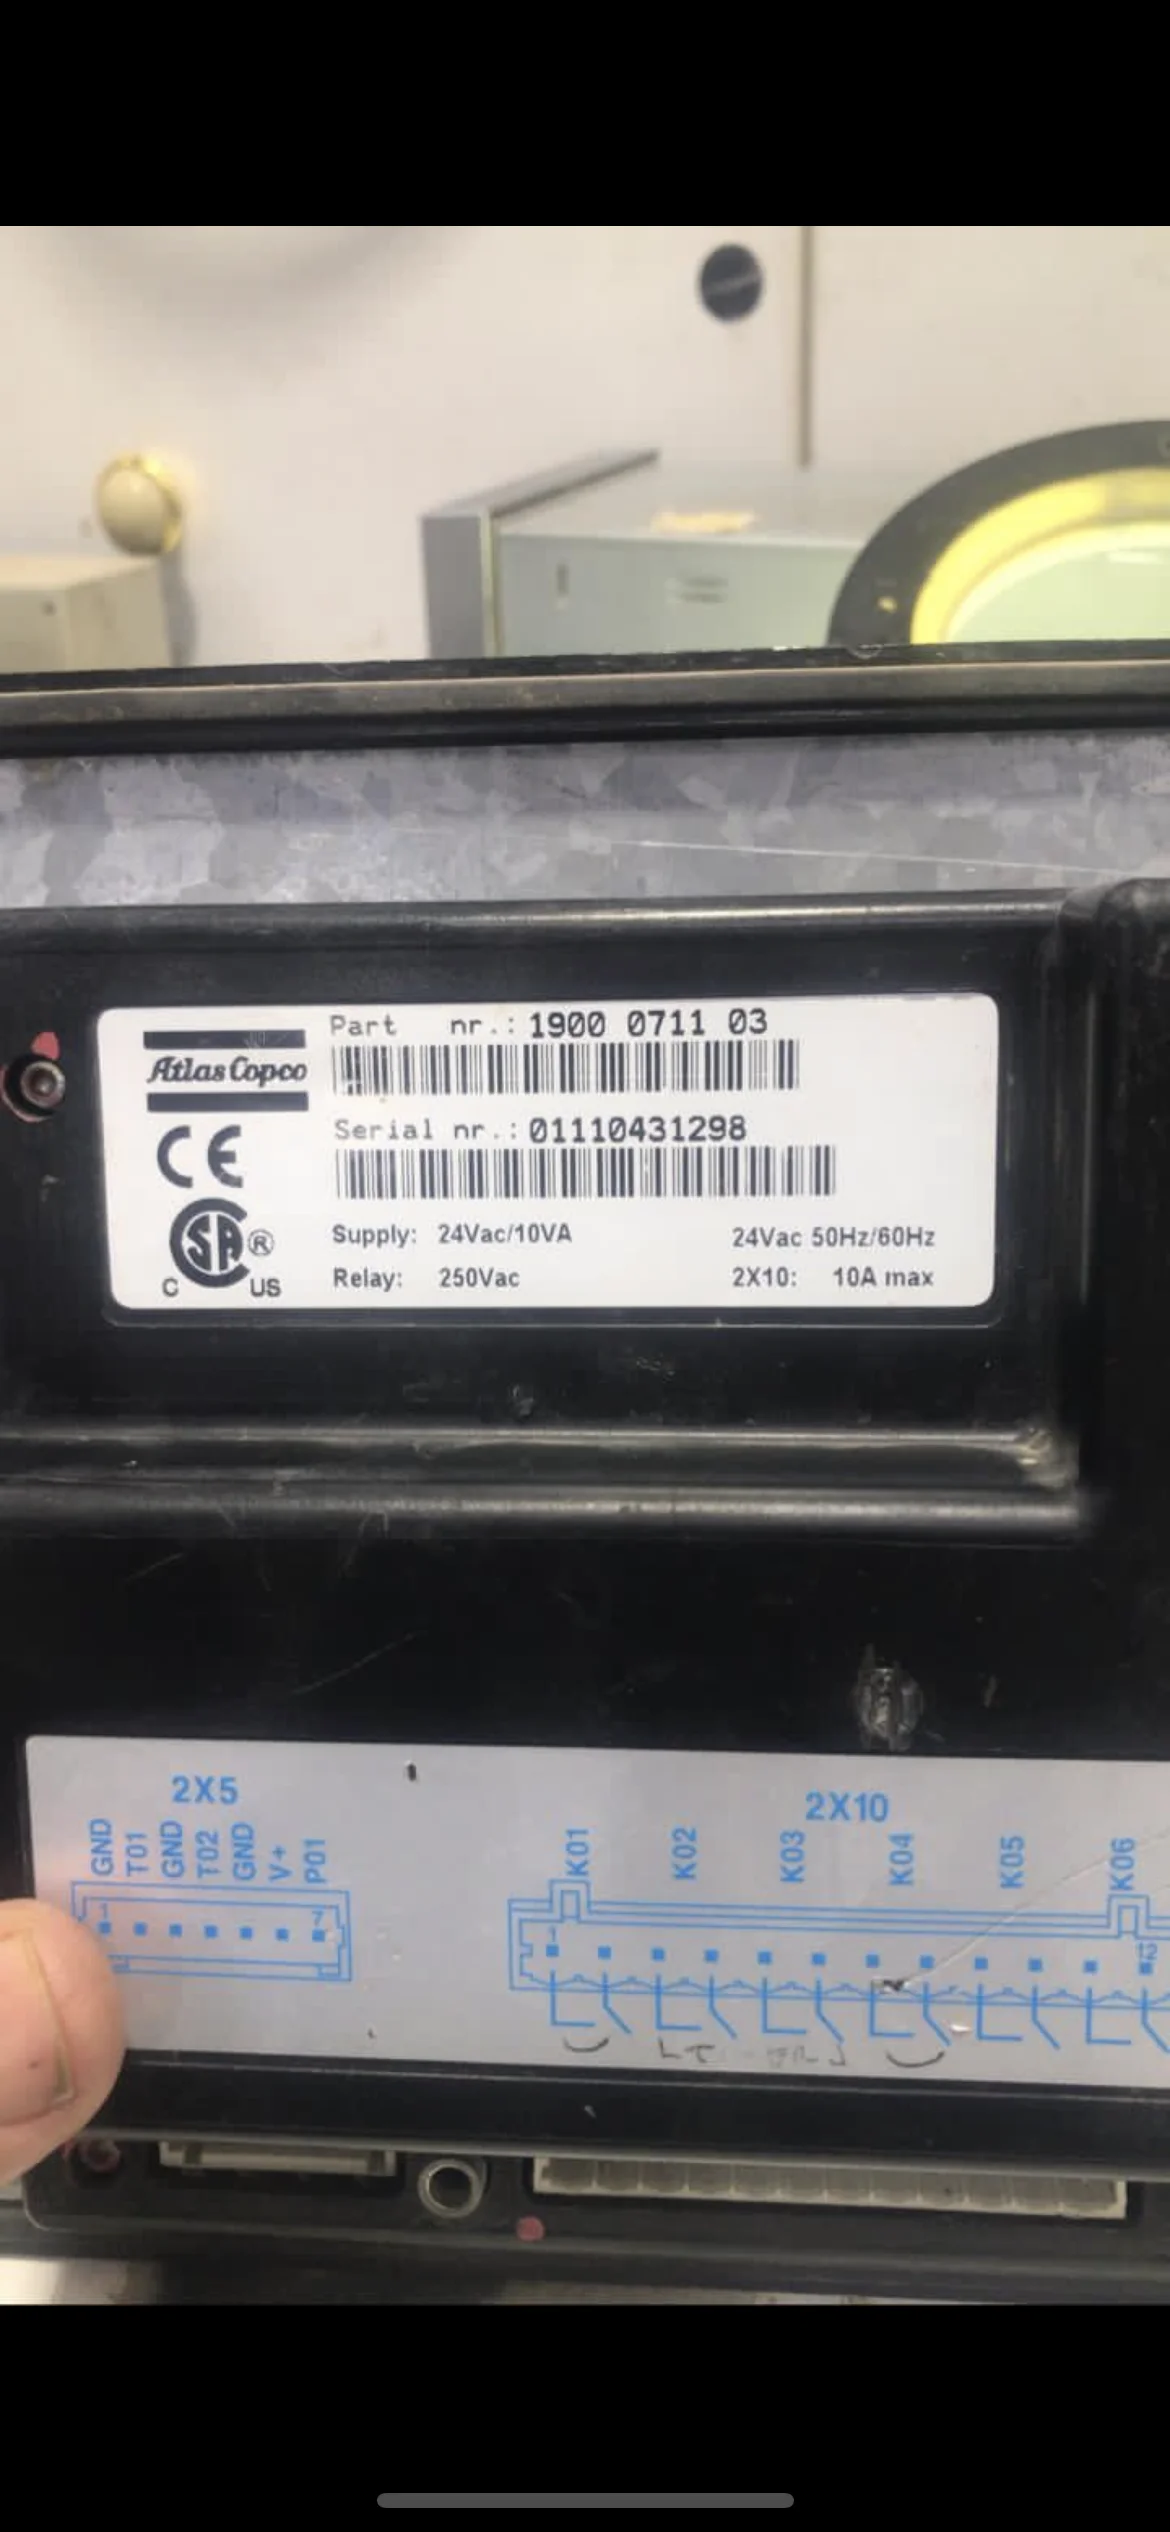 Atlas Copco
Part nr.: 1900 0711 03
Serial nr.: 01110431298
CE
C SA ® US
Supply: 24Vac/10VA 24Vac 50Hz/60Hz
Relay: 250Vac 2X10: 10A max
2X5
GND T01 GND T02 GND V+ P01
1 7
2X10
K01 K02 K03 K04 K05 K06
1 12